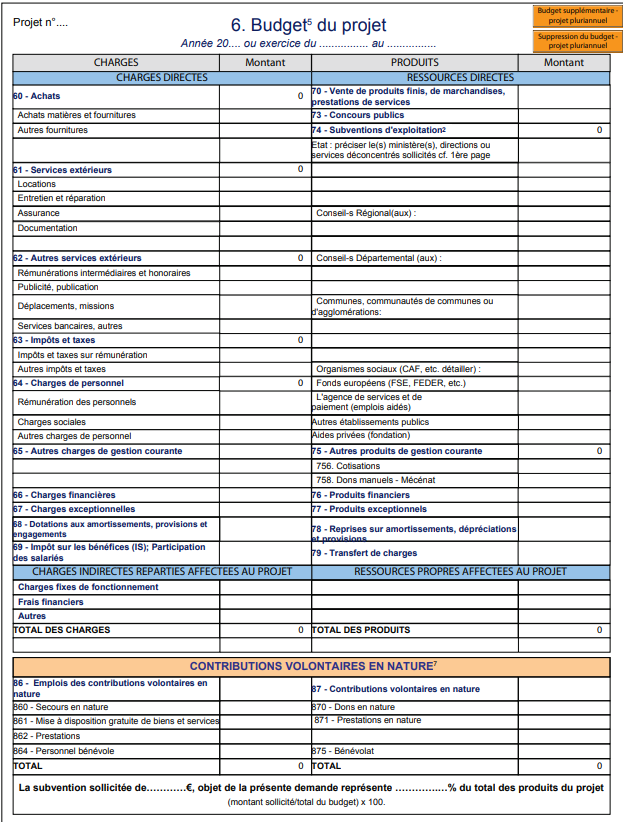 Projet n°....
6. Budget⁵ du projet
Budget supplémentaire -
projet pluriannuel
Suppression du budget -
projet pluriannuel
Année 20.... ou exercice du ............... au ...............
CHARGES Montant PRODUITS Montant
CHARGES DIRECTES RESSOURCES DIRECTES
60 - Achats 0 70 - Vente de produits finis, de marchandises,
prestations de services
Achats matières et fournitures 73 - Concours publics
Autres fournitures 74 - Subventions d'exploitation² 0
Etat : préciser le(s) ministère(s), directions ou
services déconcentrés sollicités cf. 1ère page
61 - Services extérieurs 0
Locations
Entretien et réparation
Assurance Conseil-s Régional(aux) :
Documentation
62 - Autres services extérieurs 0 Conseil-s Départemental (aux) :
Rémunérations intermédiaires et honoraires
Publicité, publication
Déplacements, missions Communes, communautés de communes ou
d'agglomérations:
Services bancaires, autres
63 - Impôts et taxes 0
Impôts et taxes sur rémunération
Autres impôts et taxes Organismes sociaux (CAF, etc. détailler) :
64 - Charges de personnel 0 Fonds européens (FSE, FEDER, etc.)
Rémunération des personnels L'agence de services et de
paiement (emplois aidés)
Charges sociales Autres établissements publics
Autres charges de personnel Aides privées (fondation)
65 - Autres charges de gestion courante 75 - Autres produits de gestion courante 0
756. Cotisations
758. Dons manuels - Mécénat
66 - Charges financières 76 - Produits financiers
67 - Charges exceptionnelles 77 - Produits exceptionnels
68 - Dotations aux amortissements, provisions et
engagements 78 - Reprises sur amortissements, dépréciations
et provisions
69 - Impôt sur les bénéfices (IS); Participation
des salariés 79 - Transfert de charges
CHARGES INDIRECTES REPARTIES AFFECTEES AU PROJET RESSOURCES PROPRES AFFECTEES AU PROJET
Charges fixes de fonctionnement
Frais financiers
Autres
TOTAL DES CHARGES 0 TOTAL DES PRODUITS 0
CONTRIBUTIONS VOLONTAIRES EN NATURE⁷
86 - Emplois des contributions volontaires en
nature 87 - Contributions volontaires en nature
860 - Secours en nature 870 - Dons en nature
861 - Mise à disposition gratuite de biens et services 871 - Prestations en nature
862 - Prestations
864 - Personnel bénévole 875 - Bénévolat
TOTAL 0 TOTAL 0
La subvention sollicitée de...........€, objet de la présente demande représente ...............% du total des produits du projet
(montant sollicité/total du budget) x 100.